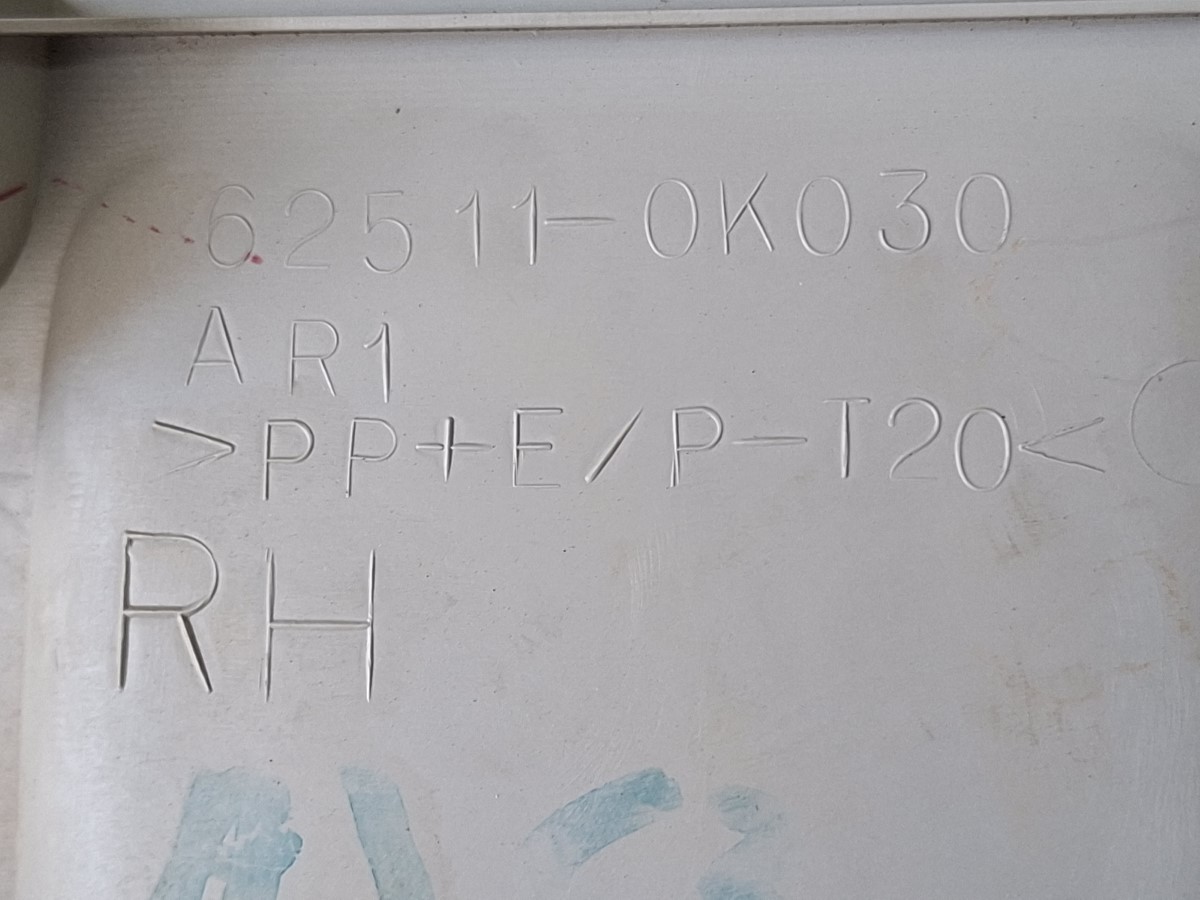 62511-0K030
AR1
>PP+E/P-T20<
RH